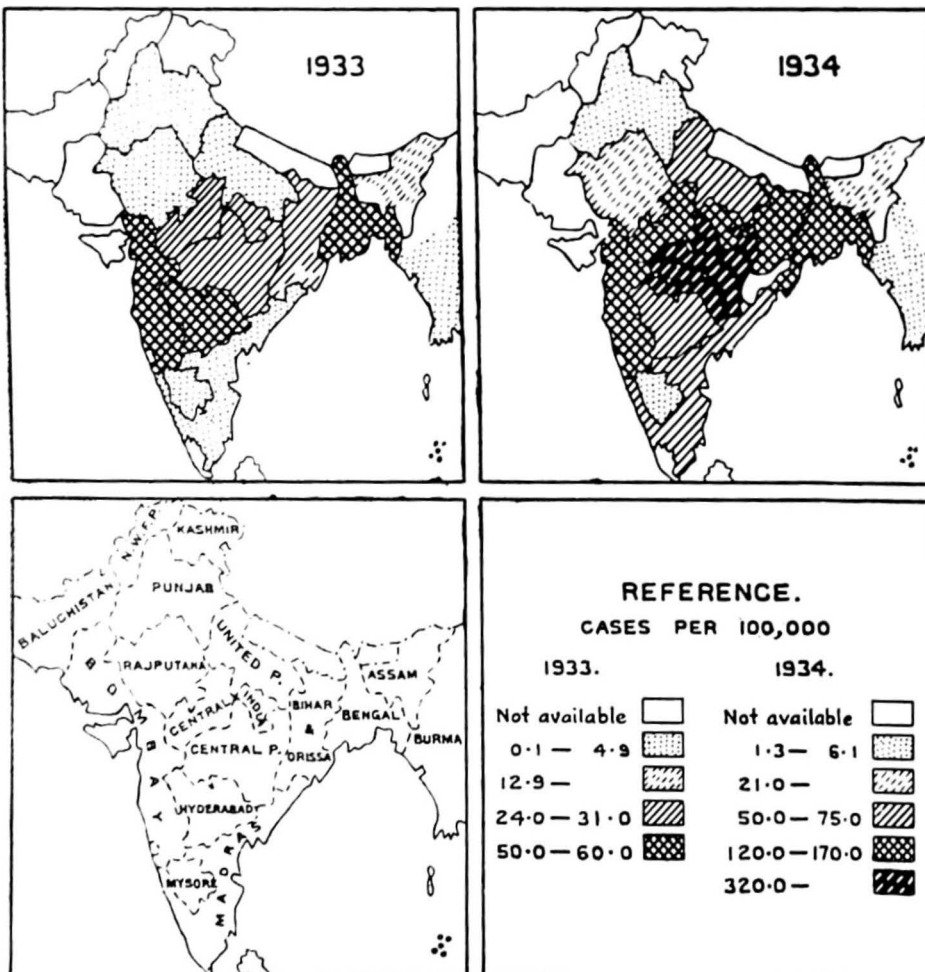 1933
1934
N.W.F.P.
KASHMIR
BALUCHISTAN
PUNJAB
UNITED P.
RAJPUTANA
BOMBAY
ASSAM
CENTRAL INDIA
BIHAR
&
ORISSA
BENGAL
BURMA
CENTRAL P.
HYDERABAD
MYSORE
MADRAS
REFERENCE.
CASES PER 100,000
1933.
1934.
Not available
Not available
0·1 — 4·9
1·3 — 6·1
12·9 —
21·0 —
24·0 — 31·0
50·0 — 75·0
50·0 — 60·0
120·0 — 170·0
320·0 —